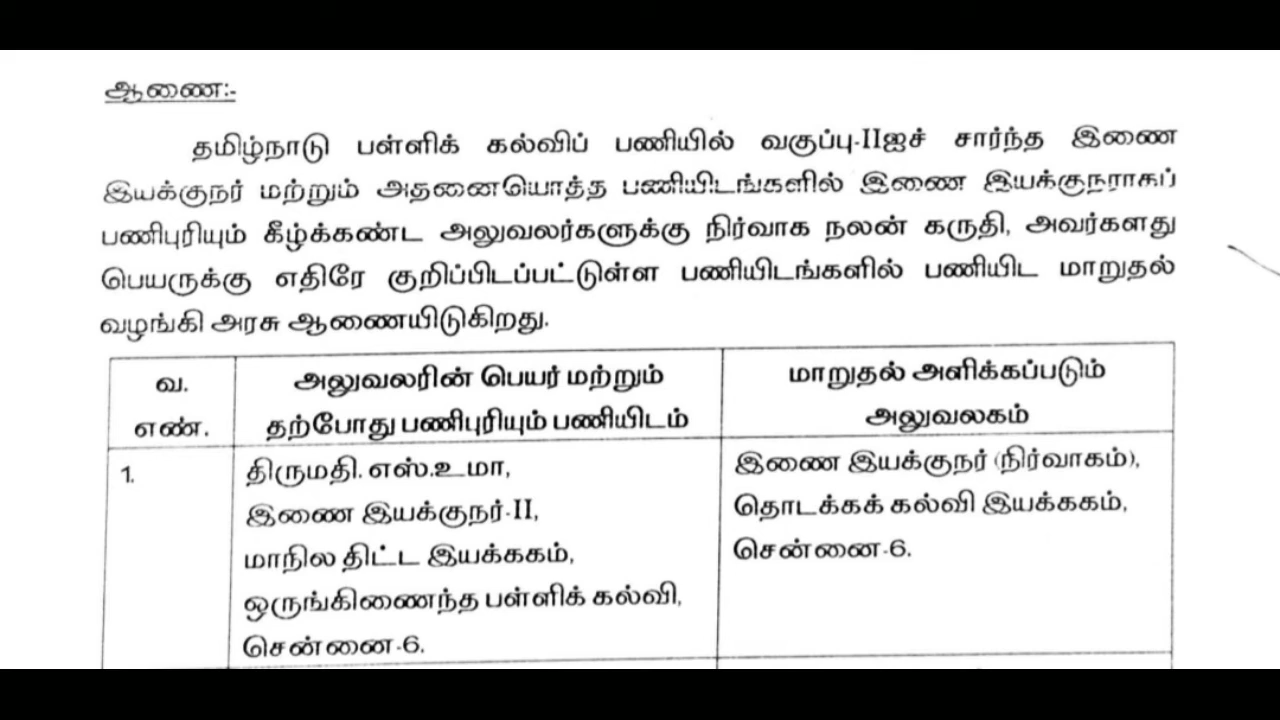 ஆணை:-
தமிழ்நாடு பள்ளிக் கல்விப் பணியில் வகுப்பு-IIஐச் சார்ந்த இணை
இயக்குநர் மற்றும் அதனையொத்த பணியிடங்களில் இணை இயக்குநராகப்
பணிபுரியும் கீழ்க்கண்ட அலுவலர்களுக்கு நிர்வாக நலன் கருதி, அவர்களது
பெயருக்கு எதிரே குறிப்பிடப்பட்டுள்ள பணியிடங்களில் பணியிட மாறுதல்
வழங்கி அரசு ஆணையிடுகிறது.
வ.
எண்.
அலுவலரின் பெயர் மற்றும்
தற்போது பணிபுரியும் பணியிடம்
மாறுதல் அளிக்கப்படும்
அலுவலகம்
1.
திருமதி. எஸ்.உமா,
இணை இயக்குநர்-II,
மாநில திட்ட இயக்ககம்,
ஒருங்கிணைந்த பள்ளிக் கல்வி,
சென்னை-6.
இணை இயக்குநர் (நிர்வாகம்),
தொடக்கக் கல்வி இயக்ககம்,
சென்னை-6.